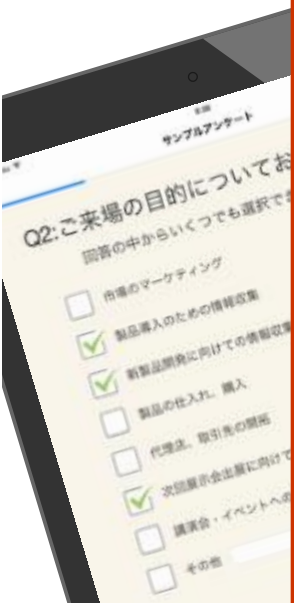 サンプルアンケート
Q2:ご来場の目的についてお
回答の中からいくつでも選択でき
市場のマーケティング
製品導入のための情報収集
新製品開発に向けての情報収集
製品の仕入れ、購入
代理店、取引先の開拓
次回展示会出展に向けて
講演会・イベントへの
その他